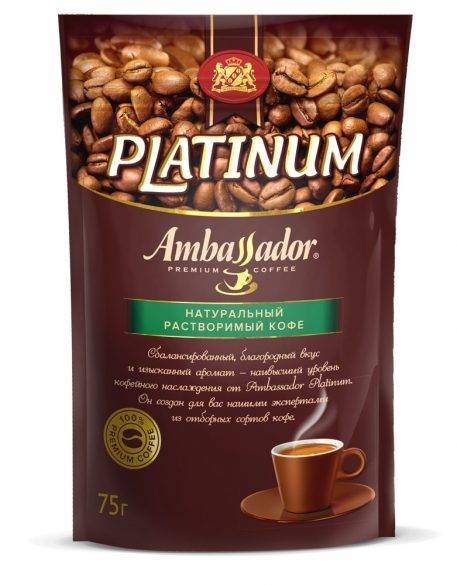 PLATINUM
Ambassador®
PREMIUM COFFEE
НАТУРАЛЬНЫЙ
РАСТВОРИМЫЙ КОФЕ
Сбалансированный, благородный вкус
и изысканный аромат – наивысший уровень
кофейного наслаждения от Ambassador Platinum.
Он создан для вас нашими экспертами
из отборных сортов кофе.
100%
PREMIUM COFFEE
75г